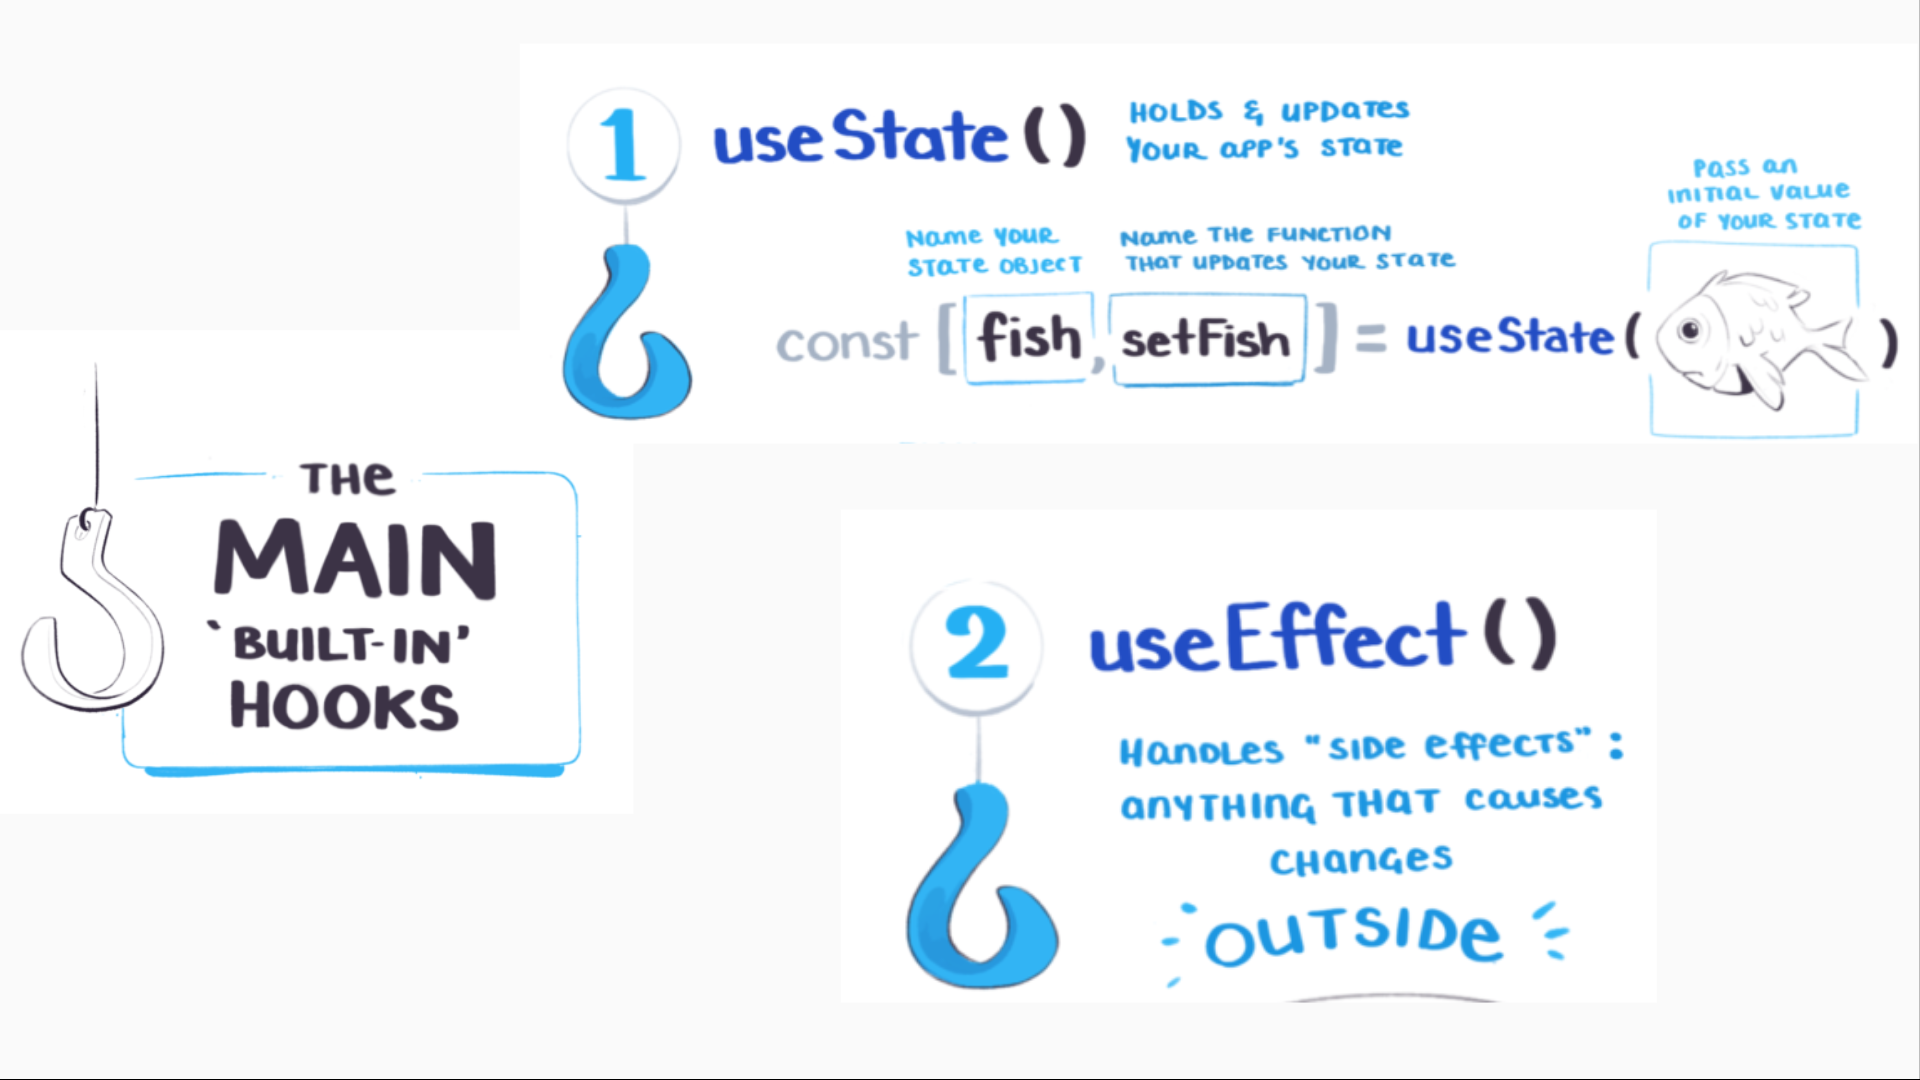 THE
MAIN
`BUILT-IN'
HOOKS
1
useState()
HOLDS & UPDATES
YOUR APP'S STATE
Name YOUR
STATE OBJECT
Name THE FUNCTION
THAT UPDATES YOUR STATE
Pass an
INITIAL VALUE
OF YOUR STATE
const [fish, setFish] = useState( )
2
useEffect()
Handles "SIDE effects":
anything THAT causes
changes
OUTSIDe